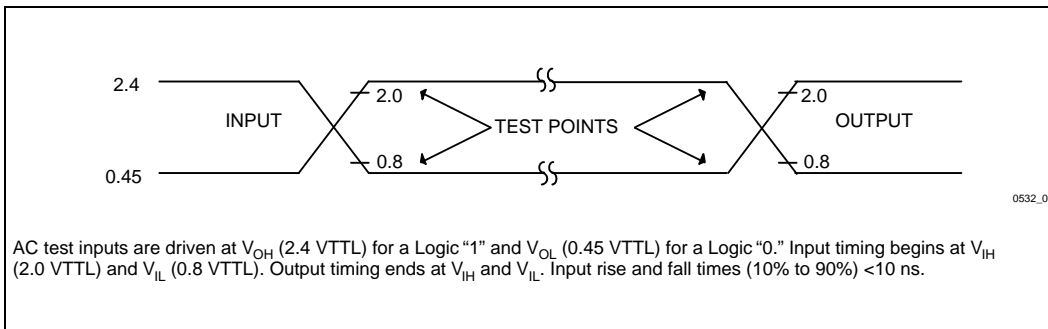 2.4
2.0
2.0
INPUT
TEST POINTS
OUTPUT
0.8
0.8
0.45
0532_0
AC test inputs are driven at VOH (2.4 VTTL) for a Logic “1” and VOL (0.45 VTTL) for a Logic “0.” Input timing begins at VIH
(2.0 VTTL) and VIL (0.8 VTTL). Output timing ends at VIH and VIL. Input rise and fall times (10% to 90%) <10 ns.